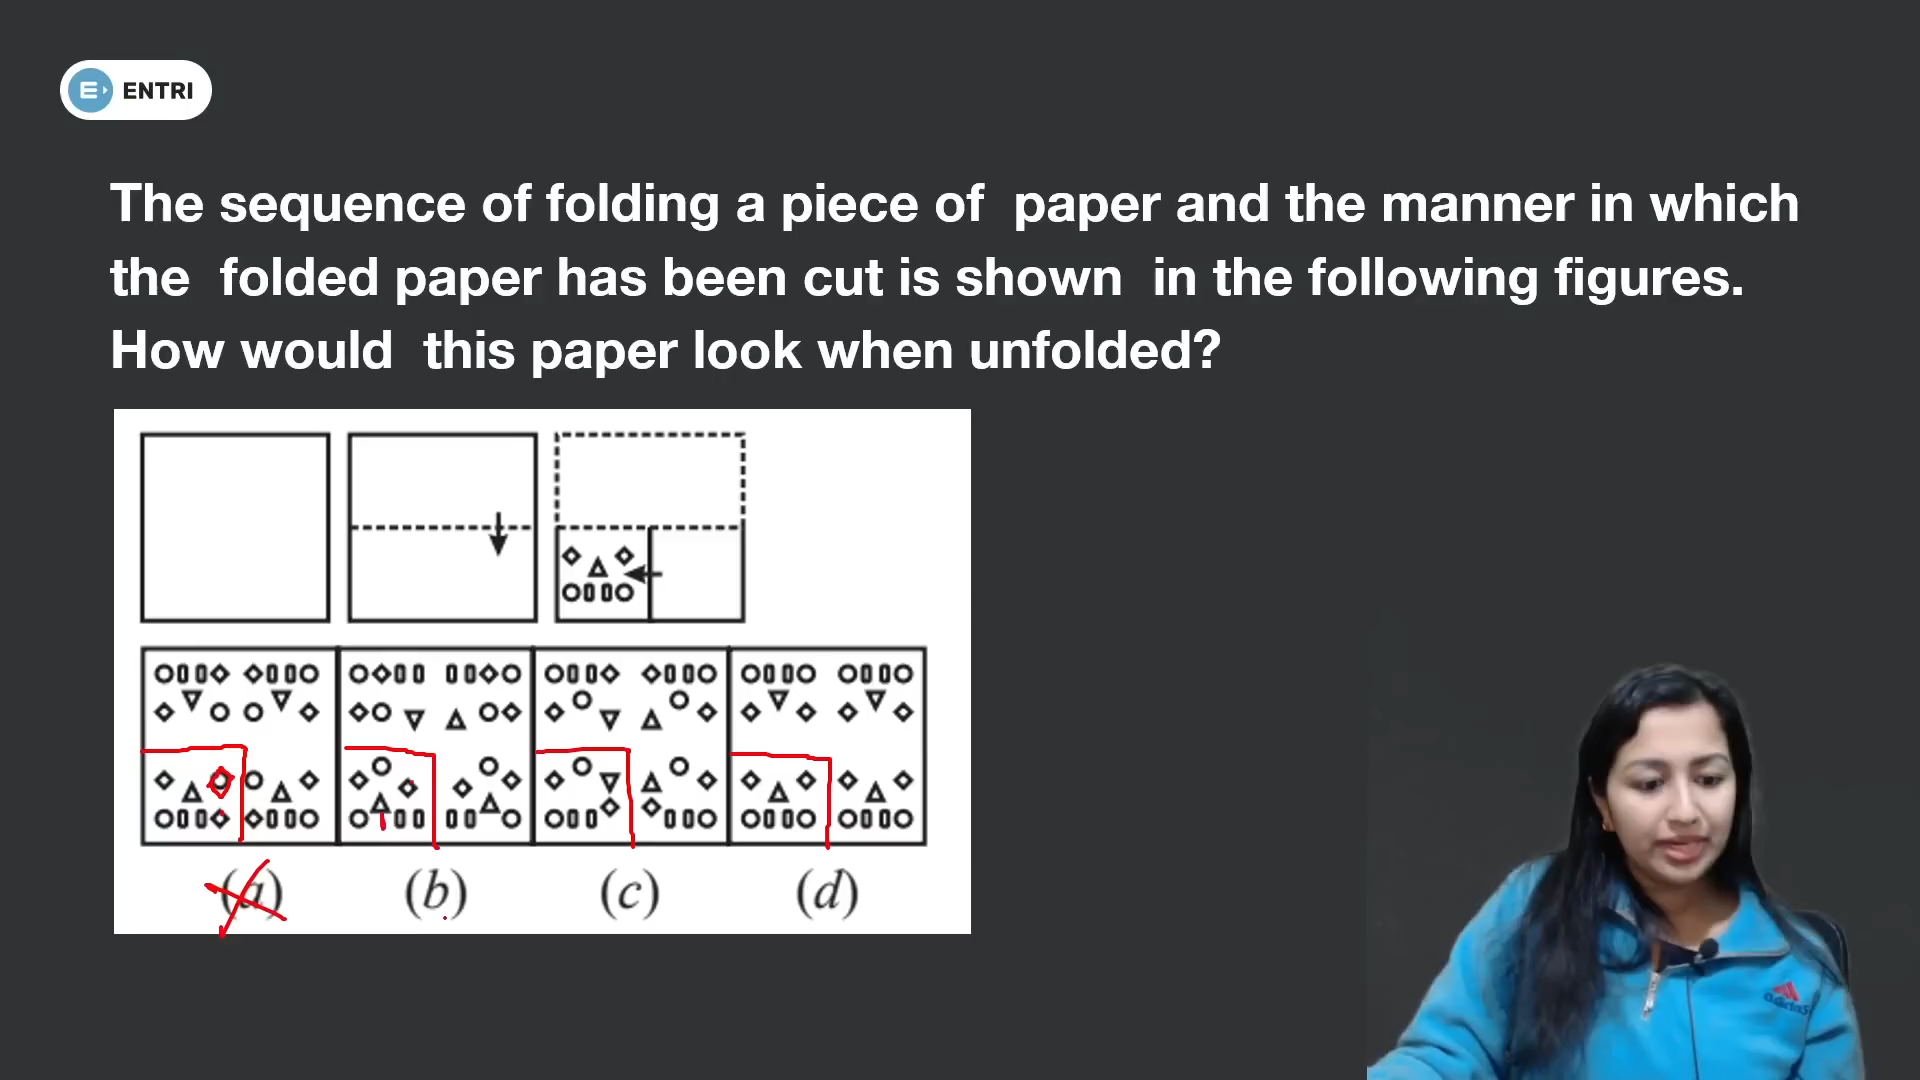 ENTRI
The sequence of folding a piece of paper and the manner in which
the folded paper has been cut is shown in the following figures.
How would this paper look when unfolded?
(a) (b) (c) (d)
adidas